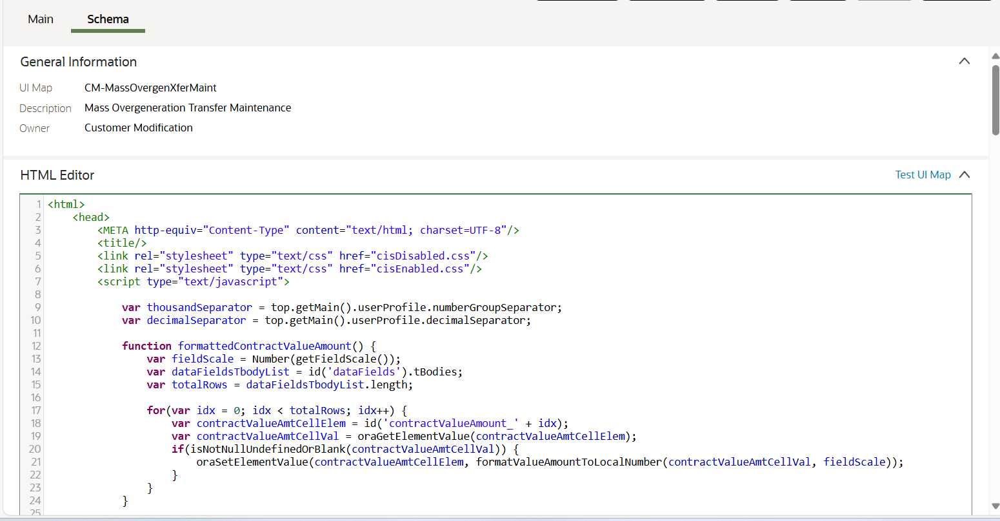 Main
Schema
General Information
UI Map CM-MassOvergenXferMaint
Description Mass Overgeneration Transfer Maintenance
Owner Customer Modification
HTML Editor
Test UI Map
1 <html>
2 <head>
3 <META http-equiv="Content-Type" content="text/html; charset=UTF-8"/>
4 <title/>
5 <link rel="stylesheet" type="text/css" href="cisDisabled.css"/>
6 <link rel="stylesheet" type="text/css" href="cisEnabled.css"/>
7 <script type="text/javascript">
8
9 var thousandSeparator = top.getMain().userProfile.numberGroupSeparator;
10 var decimalSeparator = top.getMain().userProfile.decimalSeparator;
11
12 function formattedContractValueAmount() {
13 var fieldScale = Number(getFieldScale());
14 var dataFieldsTbodyList = id('dataFields').tBodies;
15 var totalRows = dataFieldsTbodyList.length;
16
17 for(var idx = 0; idx < totalRows; idx++) {
18 var contractValueAmtCellElem = id('contractValueAmount_' + idx);
19 var contractValueAmtCellVal = oraGetElementValue(contractValueAmtCellElem);
20 if(isNotNullUndefinedOrBlank(contractValueAmtCellVal)) {
21 oraSetElementValue(contractValueAmtCellElem, formatValueAmountToLocalNumber(contractValueAmtCellVal, fieldScale));
22 }
23 }
24 }
25